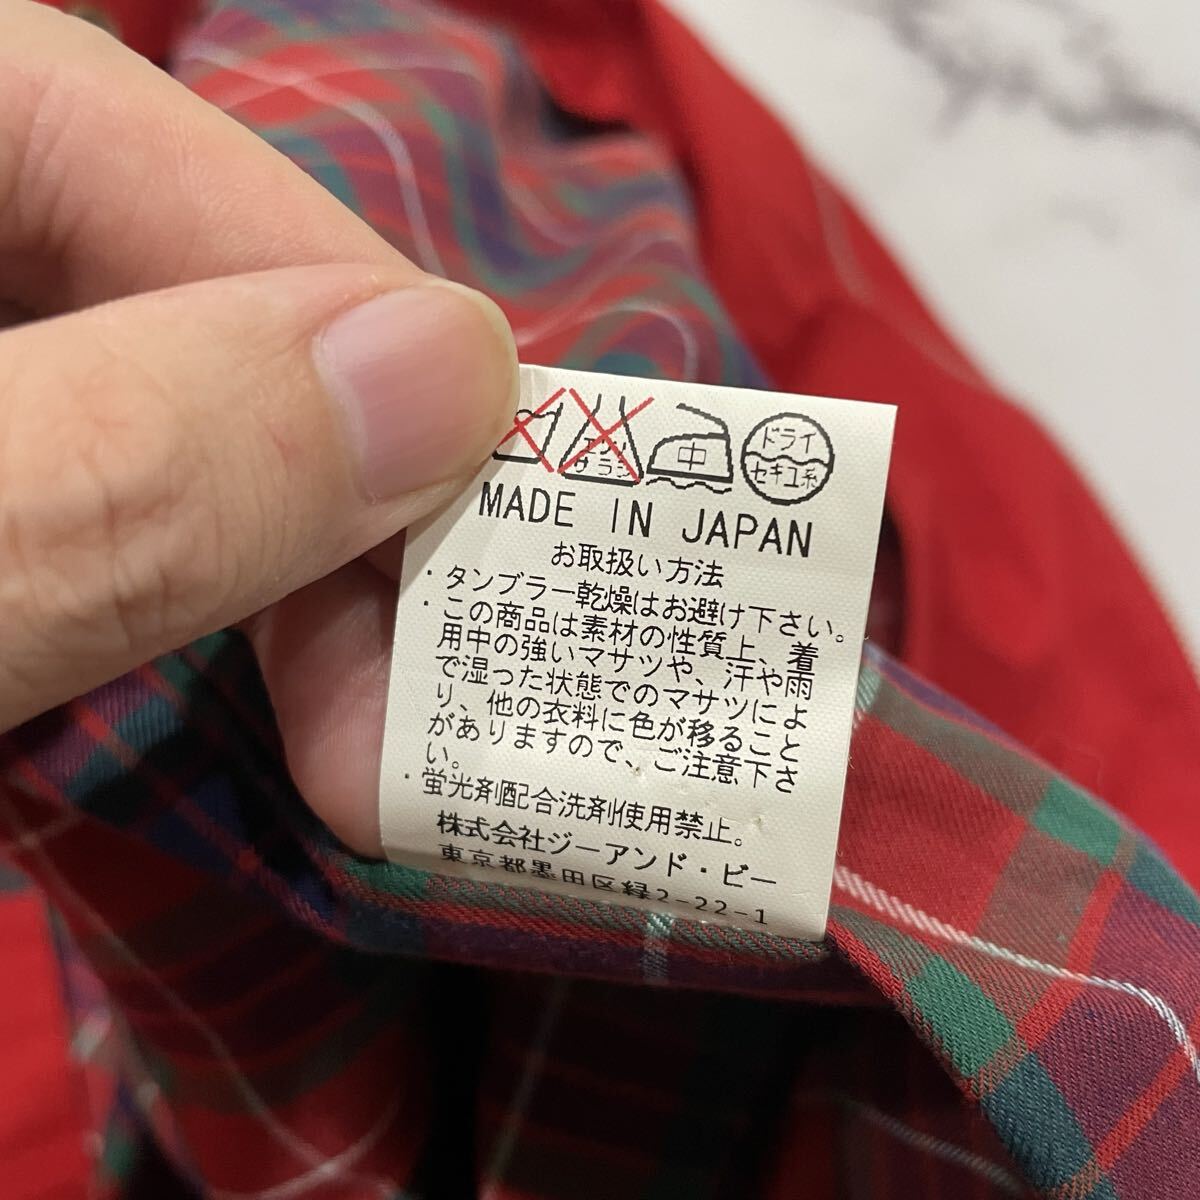 エンソ
サラシ
中
ドライ
セキユ系
MADE IN JAPAN
お取扱い方法
・タンブラー乾燥はお避け下さい。
・この商品は素材の性質上、着
用中の強いマサツや、汗や雨
で湿った状態でのマサツによ
り、他の衣料に色が移ること
がありますので、ご注意下さ
い。
・蛍光剤配合洗剤使用禁止。
株式会社ジーアンド・ビー
東京都墨田区緑2-22-1